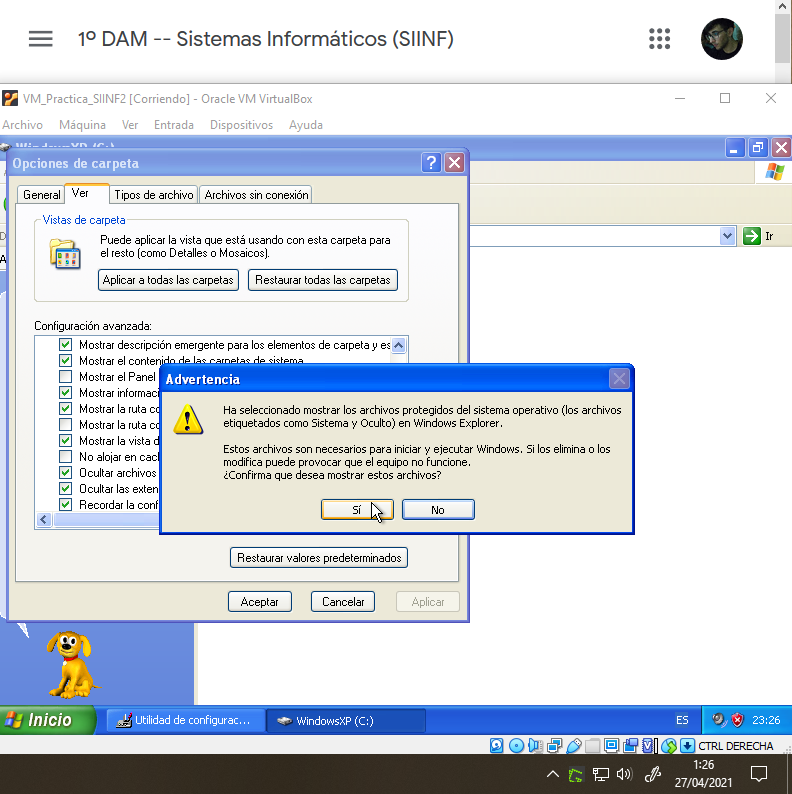 1º DAM -- Sistemas Informáticos (SIINF)
VM_Practica_SIINF2 [Corriendo] - Oracle VM VirtualBox
Archivo Máquina Ver Entrada Dispositivos Ayuda
WindowsXP (C:)
Opciones de carpeta
General Ver Tipos de archivo Archivos sin conexión
Vistas de carpeta
Puede aplicar la vista que está usando con esta carpeta para
el resto (como Detalles o Mosaicos).
Aplicar a todas las carpetas Restaurar todas las carpetas
Ir
Configuración avanzada:
Mostrar descripción emergente para los elementos de carpeta y es
Mostrar el contenido de las carpetas de sistema
Mostrar el Panel
Mostrar informaci
Mostrar la ruta co
Mostrar la ruta co
Mostrar la vista d
No alojar en cac
Ocultar archivos
Ocultar las exten
Recordar la conf
Advertencia
Ha seleccionado mostrar los archivos protegidos del sistema operativo (los archivos
etiquetados como Sistema y Oculto) en Windows Explorer.
Estos archivos son necesarios para iniciar y ejecutar Windows. Si los elimina o los
modifica puede provocar que el equipo no funcione.
¿Confirma que desea mostrar estos archivos?
Sí No
Restaurar valores predeterminados
Aceptar Cancelar Aplicar
Inicio Utilidad de configurac... WindowsXP (C:) ES 23:26
CTRL DERECHA
1:26
27/04/2021